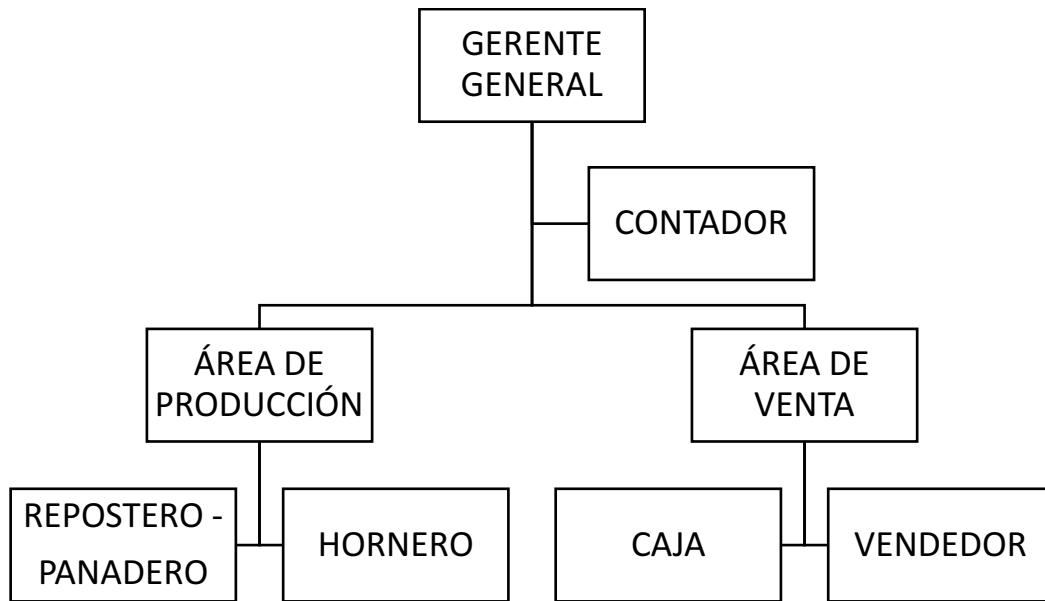 GERENTE
GENERAL
CONTADOR
ÁREA DE
PRODUCCIÓN
ÁREA DE
VENTA
REPOSTERO -
PANADERO
HORNERO
CAJA
VENDEDOR